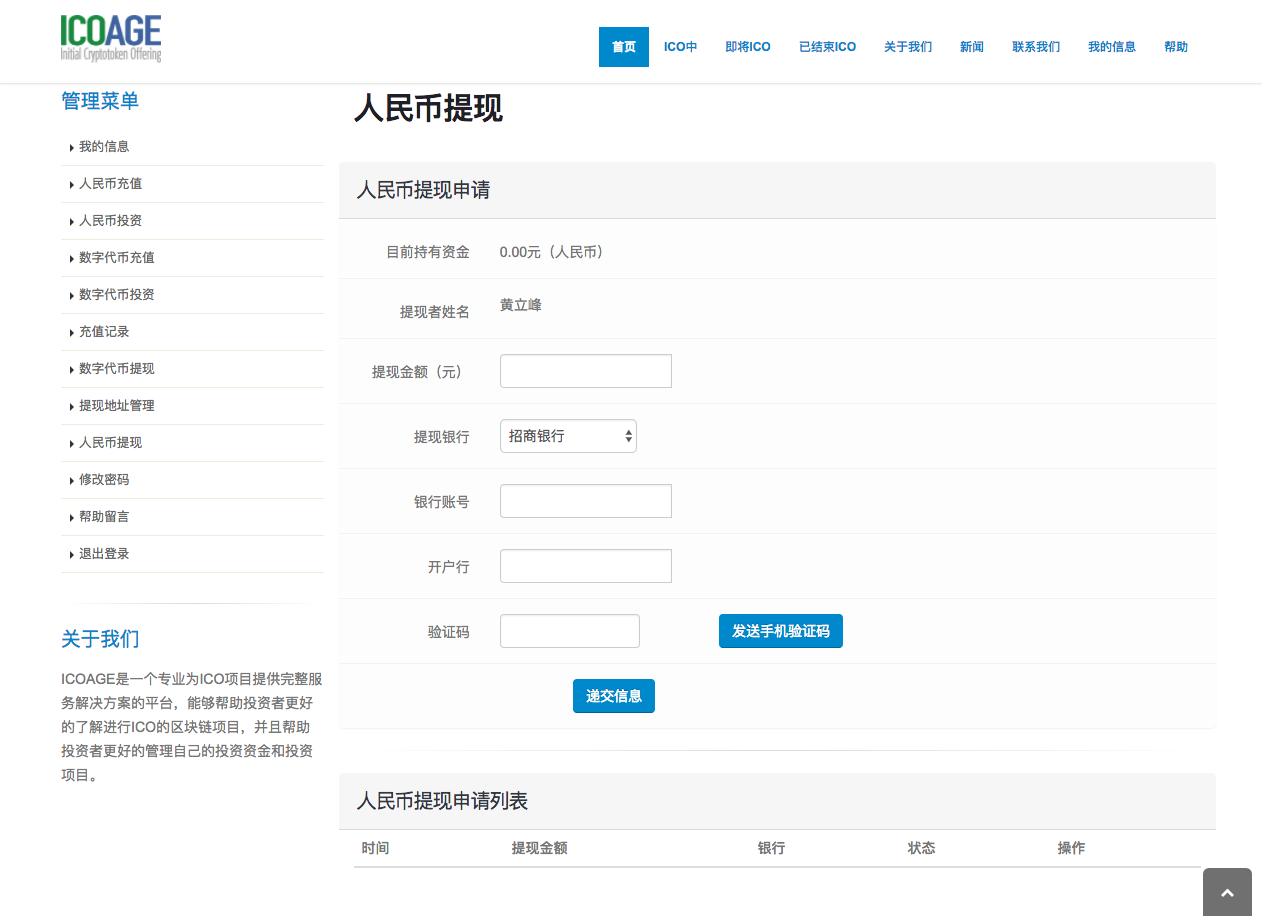 ICOAGE
Initial Cryptotoken Offering
首页 ICO中 即将ICO 已结束ICO 关于我们 新闻 联系我们 我的信息 帮助
管理菜单
我的信息
人民币充值
人民币投资
数字代币充值
数字代币投资
充值记录
数字代币提现
提现地址管理
人民币提现
修改密码
帮助留言
退出登录
关于我们
ICOAGE是一个专业为ICO项目提供完整服
务解决方案的平台，能够帮助投资者更好
的了解进行ICO的区块链项目，并且帮助
投资者更好的管理自己的投资资金和投资
项目。
人民币提现
人民币提现申请
目前持有资金 0.00元（人民币）
提现者姓名 黄立峰
提现金额（元）
提现银行 招商银行
银行账号
开户行
验证码 发送手机验证码
递交信息
人民币提现申请列表
时间 提现金额 银行 状态 操作